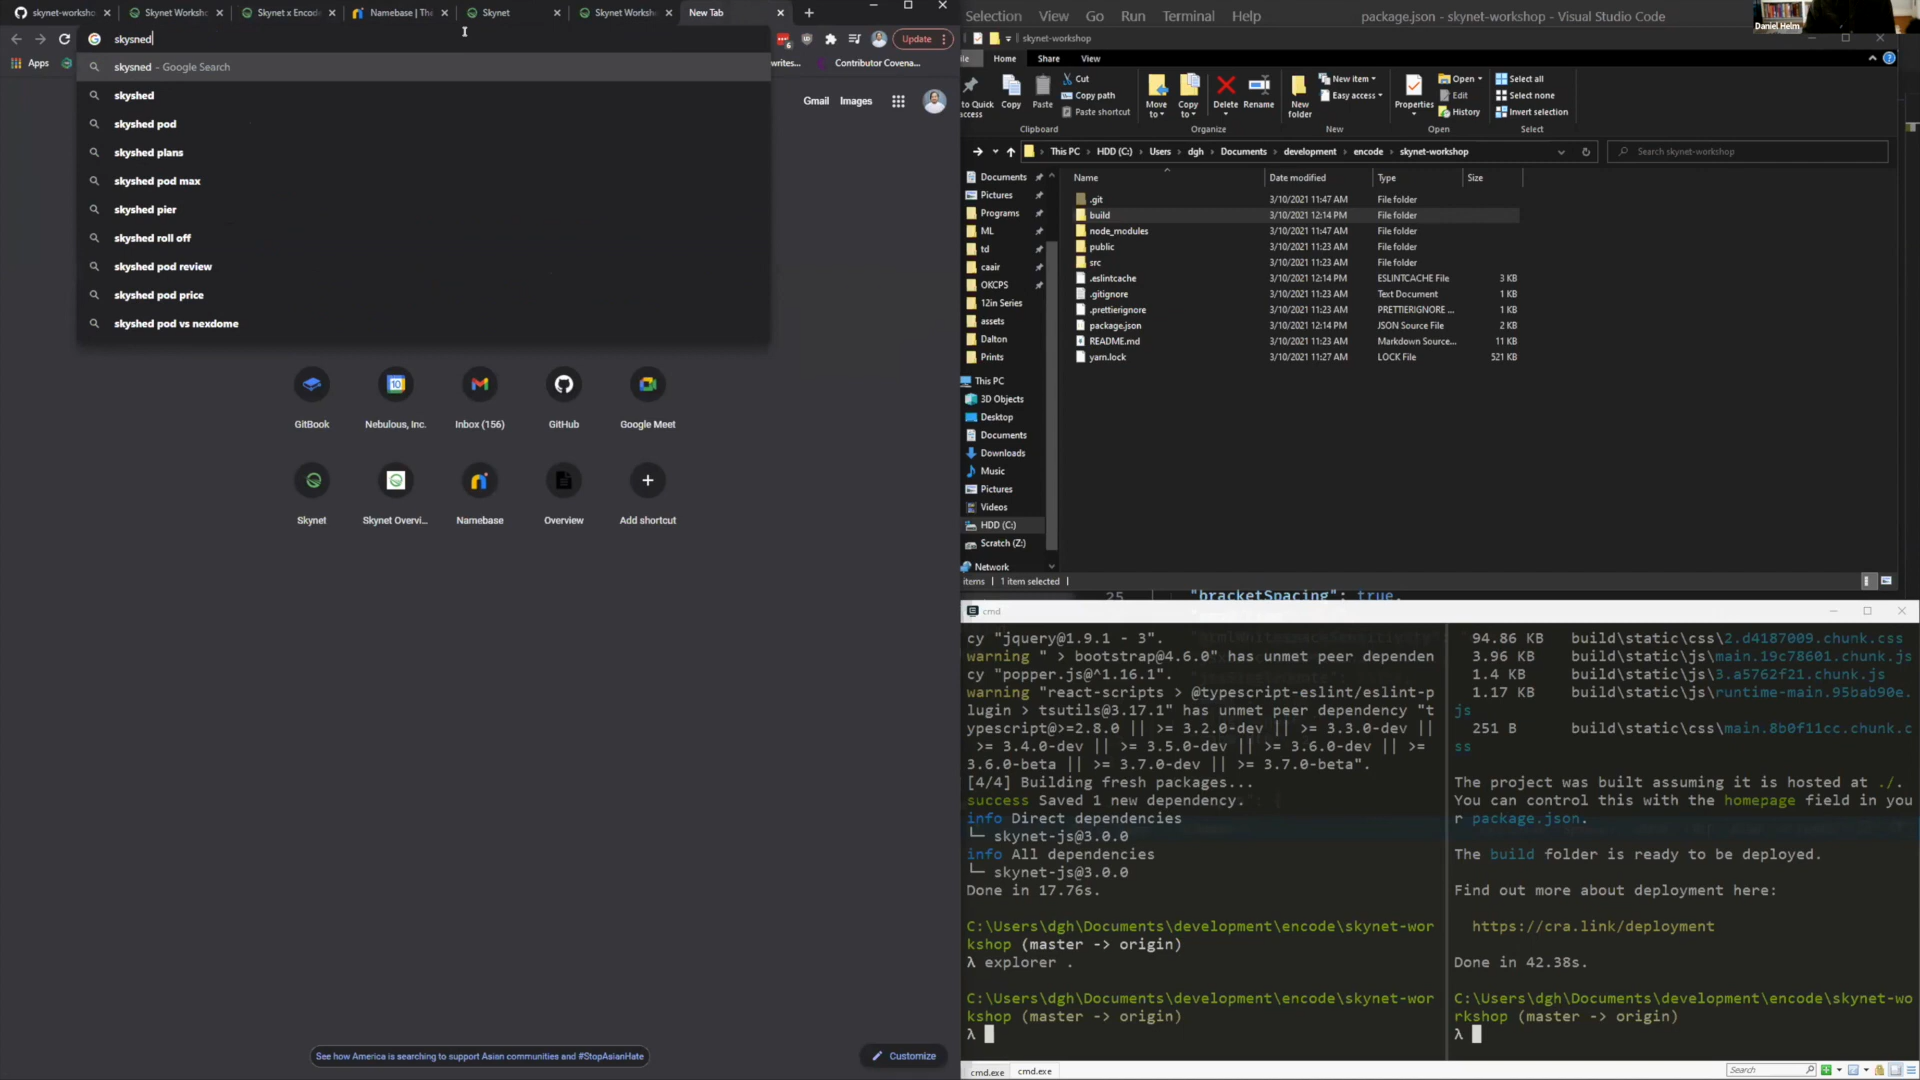 skynet-worksho
Skynet Worksho
Skynet x Encod
Namebase | The
Skynet
Skynet Worksh
New Tab
skysned
Update
Apps
writes...
Contributor Covena...
skysned – Google Search
skyshed
skyshed pod
skyshed plans
skyshed pod max
skyshed pier
skyshed roll off
skyshed pod review
skyshed pod price
skyshed pod vs nexdome
Gmail
Images
GitBook
Nebulous, Inc.
Inbox (156)
GitHub
Google Meet
Skynet
Skynet Overvi...
Namebase
Overview
Add shortcut
See how America is searching to support Asian communities and #StopAsianHate
Customize
Selection View Go Run Terminal Help
package.json - skynet-workshop - Visual Studio Code
Daniel Helm
skynet-workshop
Home Share View
to Quick
access
Copy
Paste
Cut
Copy path
Paste shortcut
Clipboard
Move
to
Copy
to
Delete
Rename
Organize
New
folder
New item
Easy access
New
Properties
Open
Edit
History
Open
Select all
Select none
Invert selection
Select
This PC > HDD (C:) > Users > dgh > Documents > development > encode > skynet-workshop
Search skynet-workshop
Name Date modified Type Size
.git 3/10/2021 11:47 AM File folder
build 3/10/2021 12:14 PM File folder
node_modules 3/10/2021 11:47 AM File folder
public 3/10/2021 11:23 AM File folder
src 3/10/2021 11:23 AM File folder
.eslintcache 3/10/2021 12:14 PM ESLINTCACHE File 3 KB
.gitignore 3/10/2021 11:23 AM Text Document 1 KB
.prettierignore 3/10/2021 11:23 AM PRETTIERIGNORE ... 1 KB
package.json 3/10/2021 12:14 PM JSON Source File 2 KB
README.md 3/10/2021 11:23 AM Markdown Source... 11 KB
yarn.lock 3/10/2021 11:27 AM LOCK File 521 KB
Documents
Pictures
Programs
ML
td
caair
OKCPS
12in Series
assets
Dalton
Prints
This PC
3D Objects
Desktop
Documents
Downloads
Music
Pictures
Videos
HDD (C:)
Scratch (Z:)
Network
items 1 item selected
25 "bracketSpacing": true,
cmd
cy "jquery@1.9.1 - 3".
warning " > bootstrap@4.6.0" has unmet peer dependen
cy "popper.js@^1.16.1".
warning "react-scripts > @typescript-eslint/eslint-p
lugin > tsutils@3.17.1" has unmet peer dependency "t
ypescript@>=2.8.0 || >= 3.2.0-dev || >= 3.3.0-dev ||
>= 3.4.0-dev || >= 3.5.0-dev || >= 3.6.0-dev || >=
3.6.0-beta || >= 3.7.0-dev || >= 3.7.0-beta".
[4/4] Building fresh packages...
success Saved 1 new dependency.
info Direct dependencies
└─ skynet-js@3.0.0
info All dependencies
└─ skynet-js@3.0.0
Done in 17.76s.
C:\Users\dgh\Documents\development\encode\skynet-wor
kshop (master -> origin)
λ explorer .
C:\Users\dgh\Documents\development\encode\skynet-wor
kshop (master -> origin)
λ
94.86 KB build\static\css\2.d4187009.chunk.css
3.96 KB build\static\js\main.19c78601.chunk.js
1.4 KB build\static\js\3.a5762f21.chunk.js
1.17 KB build\static\js\runtime-main.95bab90e.
js
251 B build\static\css\main.8b0f11cc.chunk.c
ss
The project was built assuming it is hosted at ./.
You can control this with the homepage field in you
r package.json.
The build folder is ready to be deployed.
Find out more about deployment here:
https://cra.link/deployment
Done in 42.38s.
C:\Users\dgh\Documents\development\encode\skynet-wo
rkshop (master -> origin)
λ
cmd.exe
cmd.exe
Search